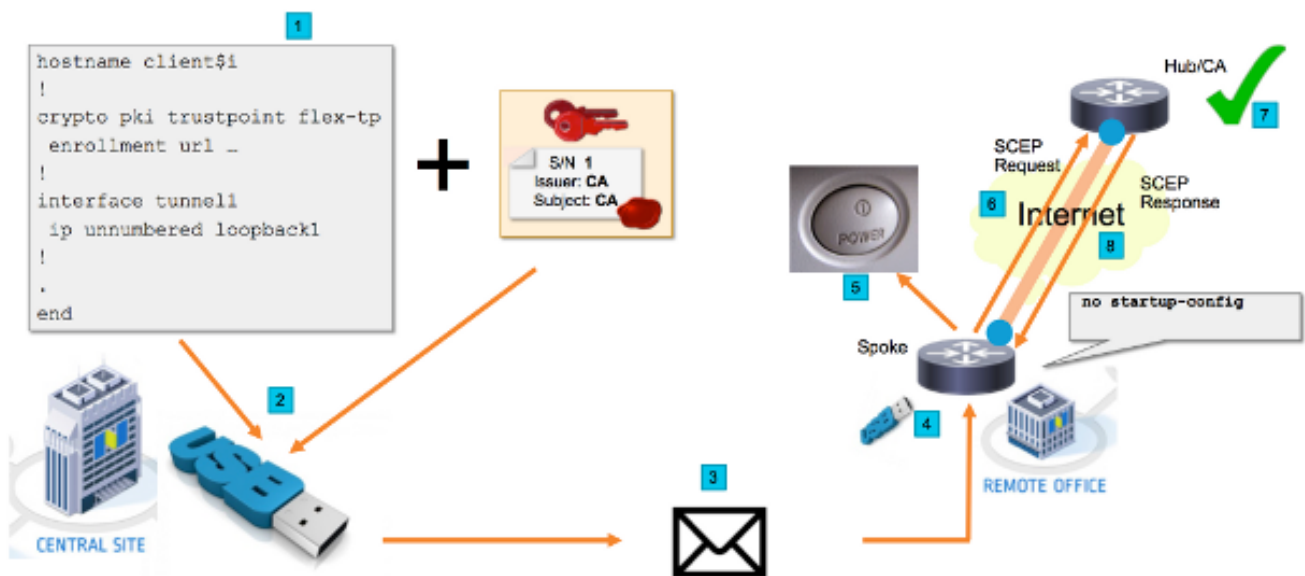 1
hostname client$i
!
crypto pki trustpoint flex-tp
enrollment url …
!
interface tunnel1
ip unnumbered loopback1
!
.
end
S/N 1
Issuer: CA
Subject: CA
2
USB
CENTRAL SITE
3
4
5
POWER
Spoke
REMOTE OFFICE
no startup-config
6
SCEP
Request
Internet
Hub/CA
7
SCEP
Response
8